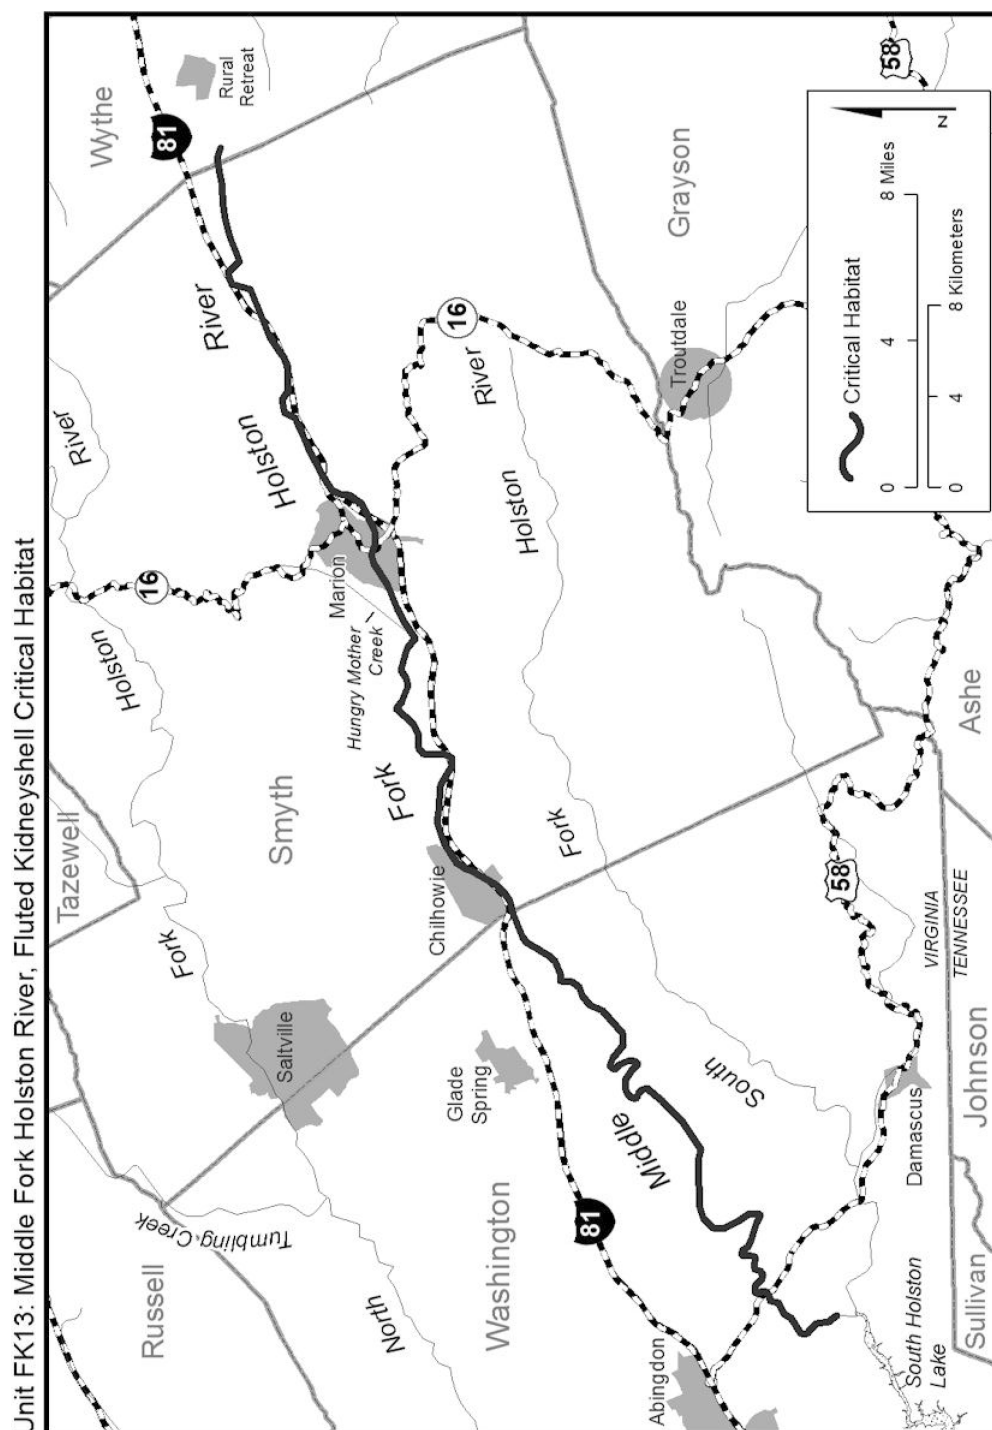 Unit FK13: Middle Fork Holston River, Fluted Kidneyshell Critical Habitat
Tazewell
Russell
Wythe
Smyth
Washington
Grayson
Ashe
Johnson
Sullivan
VIRGINIA
TENNESSEE
Rural
Retreat
Marion
Chilhowie
Saltville
Glade
Spring
Abingdon
Damascus
Troutdale
Hungry Mother
Creek
Tumbling Creek
North
Fork
Holston
River
Middle
Fork
Holston
River
South
Fork
Holston
River
South Holston
Lake
81
81
16
16
58
58
Critical Habitat
0 4 8 Miles
0 4 8 Kilometers
N